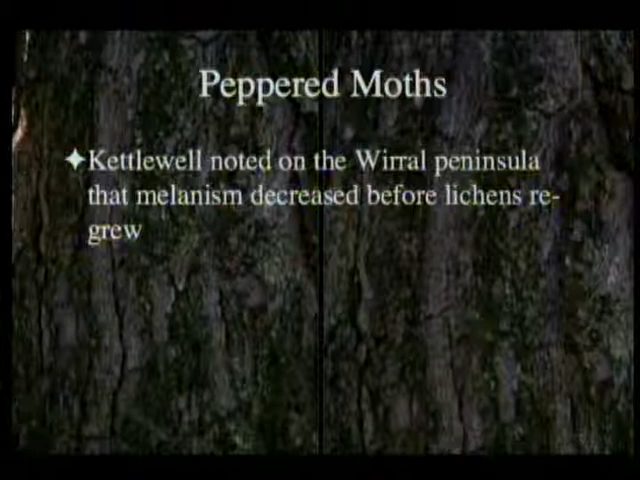 Peppered Moths
✦Kettlewell noted on the Wirral peninsula
that melanism decreased before lichens re-
grew